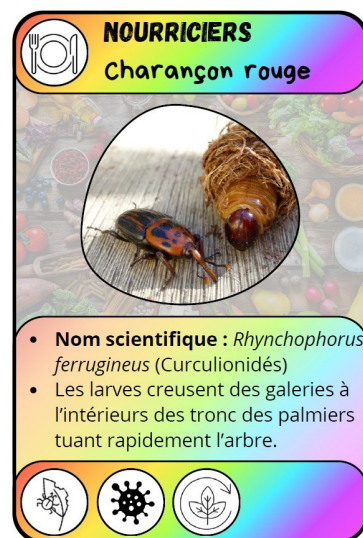 NOURRICIERS
Charançon rouge
• Nom scientifique : Rhynchophorus
ferrugineus (Curculionidés)
• Les larves creusent des galeries à
l'intérieurs des tronc des palmiers
tuant rapidement l'arbre.